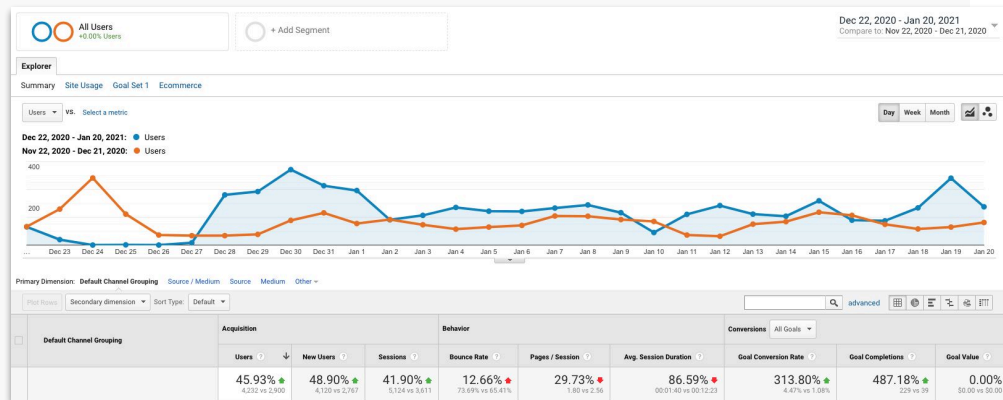 All Users
+0.00% Users
+ Add Segment
Dec 22, 2020 - Jan 20, 2021
Compare to: Nov 22, 2020 - Dec 21, 2020
Explorer
Summary Site Usage Goal Set 1 Ecommerce
Users VS. Select a metric
Day Week Month
Dec 22, 2020 - Jan 20, 2021: Users
Nov 22, 2020 - Dec 21, 2020: Users
400
200
... Dec 23 Dec 24 Dec 25 Dec 26 Dec 27 Dec 28 Dec 29 Dec 30 Dec 31 Jan 1 Jan 2 Jan 3 Jan 4 Jan 5 Jan 6 Jan 7 Jan 8 Jan 9 Jan 10 Jan 11 Jan 12 Jan 13 Jan 14 Jan 15 Jan 16 Jan 17 Jan 18 Jan 19 Jan 20
Primary Dimension: Default Channel Grouping Source / Medium Source Medium Other
Plot Rows Secondary dimension Sort Type: Default advanced
Default Channel Grouping
Acquisition Behavior Conversions All Goals
Users ? New Users ? Sessions ? Bounce Rate ? Pages / Session ? Avg. Session Duration ? Goal Conversion Rate ? Goal Completions ? Goal Value ?
45.93% 48.90% 41.90% 12.66% 29.73% 86.59% 313.80% 487.18% 0.00%
4,232 vs 2,900 4,120 vs 2,767 5,124 vs 3,611 73.69% vs 65.41% 1.80 vs 2.56 00:01:40 vs 00:12:23 4.47% vs 1.08% 229 vs 39 $0.00 vs $0.00